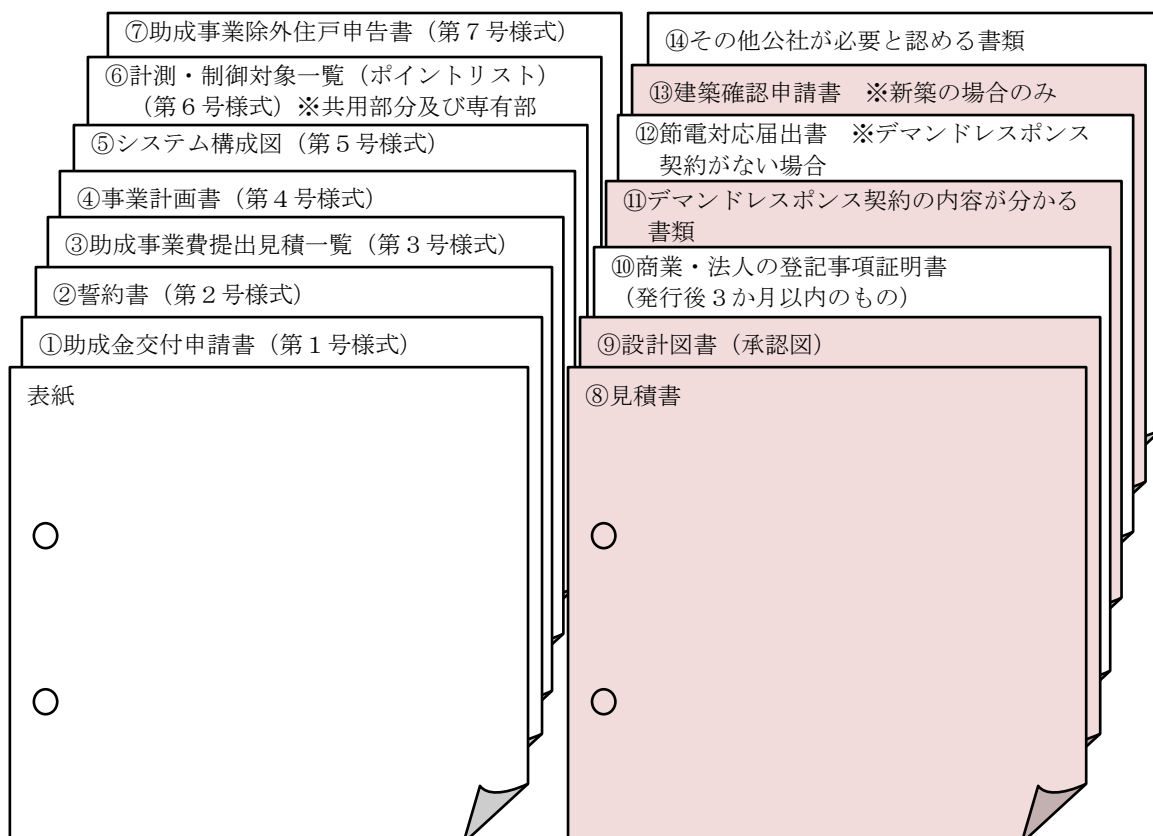 ⑦助成事業除外住戸申告書（第７号様式）
⑥計測・制御対象一覧（ポイントリスト）
（第６号様式）※共用部分及び専有部
⑤システム構成図（第５号様式）
④事業計画書（第４号様式）
③助成事業費提出見積一覧（第３号様式）
②誓約書（第２号様式）
①助成金交付申請書（第１号様式）
表紙
⑭その他公社が必要と認める書類
⑬建築確認申請書　※新築の場合のみ
⑫節電対応届出書　※デマンドレスポンス
契約がない場合
⑪デマンドレスポンス契約の内容が分かる
書類
⑩商業・法人の登記事項証明書
（発行後３か月以内のもの）
⑨設計図書（承認図）
⑧見積書